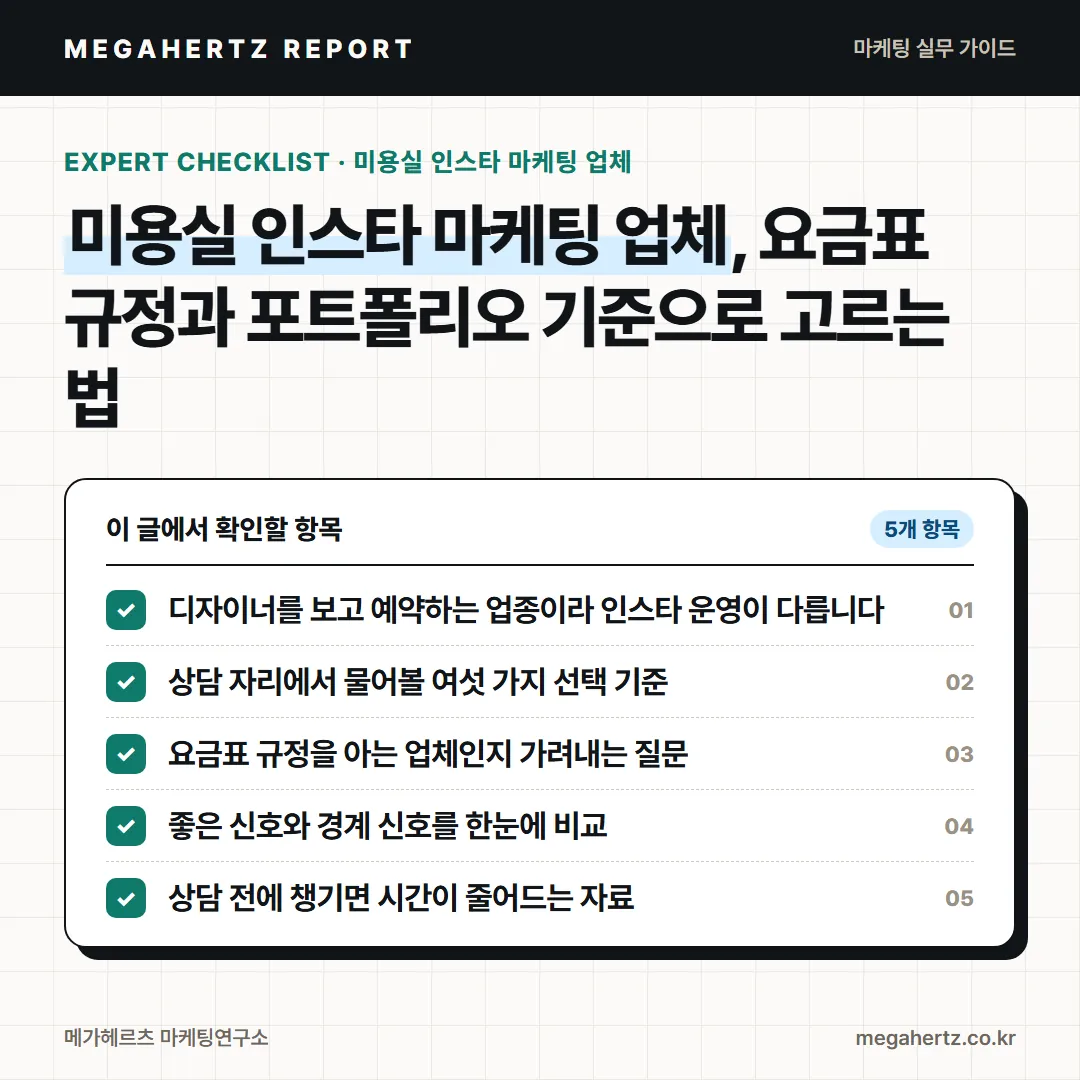 MEGAHERTZ REPORT
마케팅 실무 가이드
EXPERT CHECKLIST · 미용실 인스타 마케팅 업체
미용실 인스타 마케팅 업체, 요금표
규정과 포트폴리오 기준으로 고르는
법
이 글에서 확인할 항목
5개 항목
디자이너를 보고 예약하는 업종이라 인스타 운영이 다릅니다
01
상담 자리에서 물어볼 여섯 가지 선택 기준
02
요금표 규정을 아는 업체인지 가려내는 질문
03
좋은 신호와 경계 신호를 한눈에 비교
04
상담 전에 챙기면 시간이 줄어드는 자료
05
메가헤르츠 마케팅연구소
megahertz.co.kr